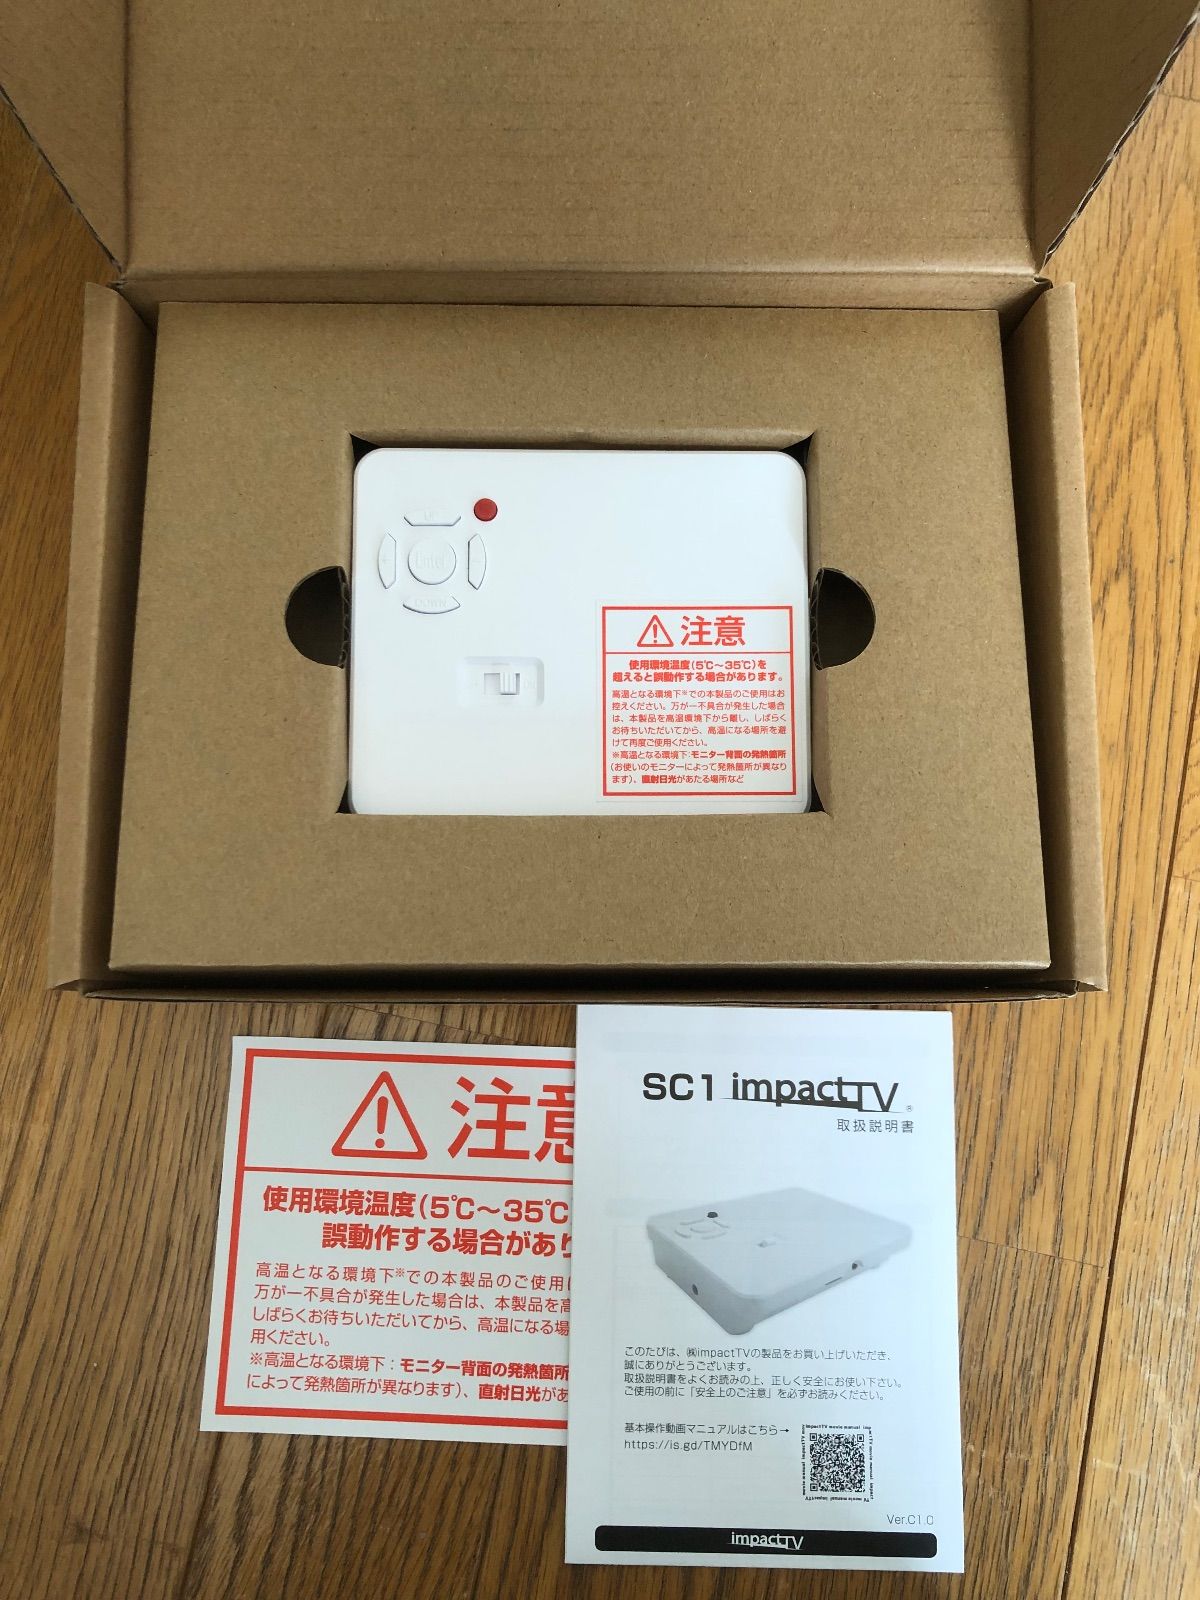 UP
Enter
DOWN
注意
使用環境温度(5℃〜35℃)を
超えると誤動作する場合があります。
高温となる環境下※での本製品のご使用はお
控えください。万が一不具合が発生した場合
は、本製品を高温環境下から離し、しばらく
お待ちいただいてから、高温になる場所を避
けて再度ご使用ください。
※高温となる環境下:モニター背面の発熱箇所
(お使いのモニターによって発熱箇所が異なり
ます)、直射日光があたる場所など
注意
使用環境温度(5℃〜35℃
誤動作する場合があり
高温となる環境下※での本製品のご使用
万が一不具合が発生した場合は、本製品を高
しばらくお待ちいただいてから、高温になる場
用ください。
※高温となる環境下:モニター背面の発熱箇所
によって発熱箇所が異なります)、直射日光があ
SC1 impactTV®
取扱説明書
このたびは、㈱impactTVの製品をお買い上げいただき、
誠にありがとうございます。
取扱説明書をよくお読みの上、正しく安全にお使い下さい。
ご使用の前に「安全上のご注意」を必ずお読みください。
基本操作動画マニュアルはこちら→
https://is.gd/TMYDfM
impactTV movie manual
Ver.C1.0
impactTV